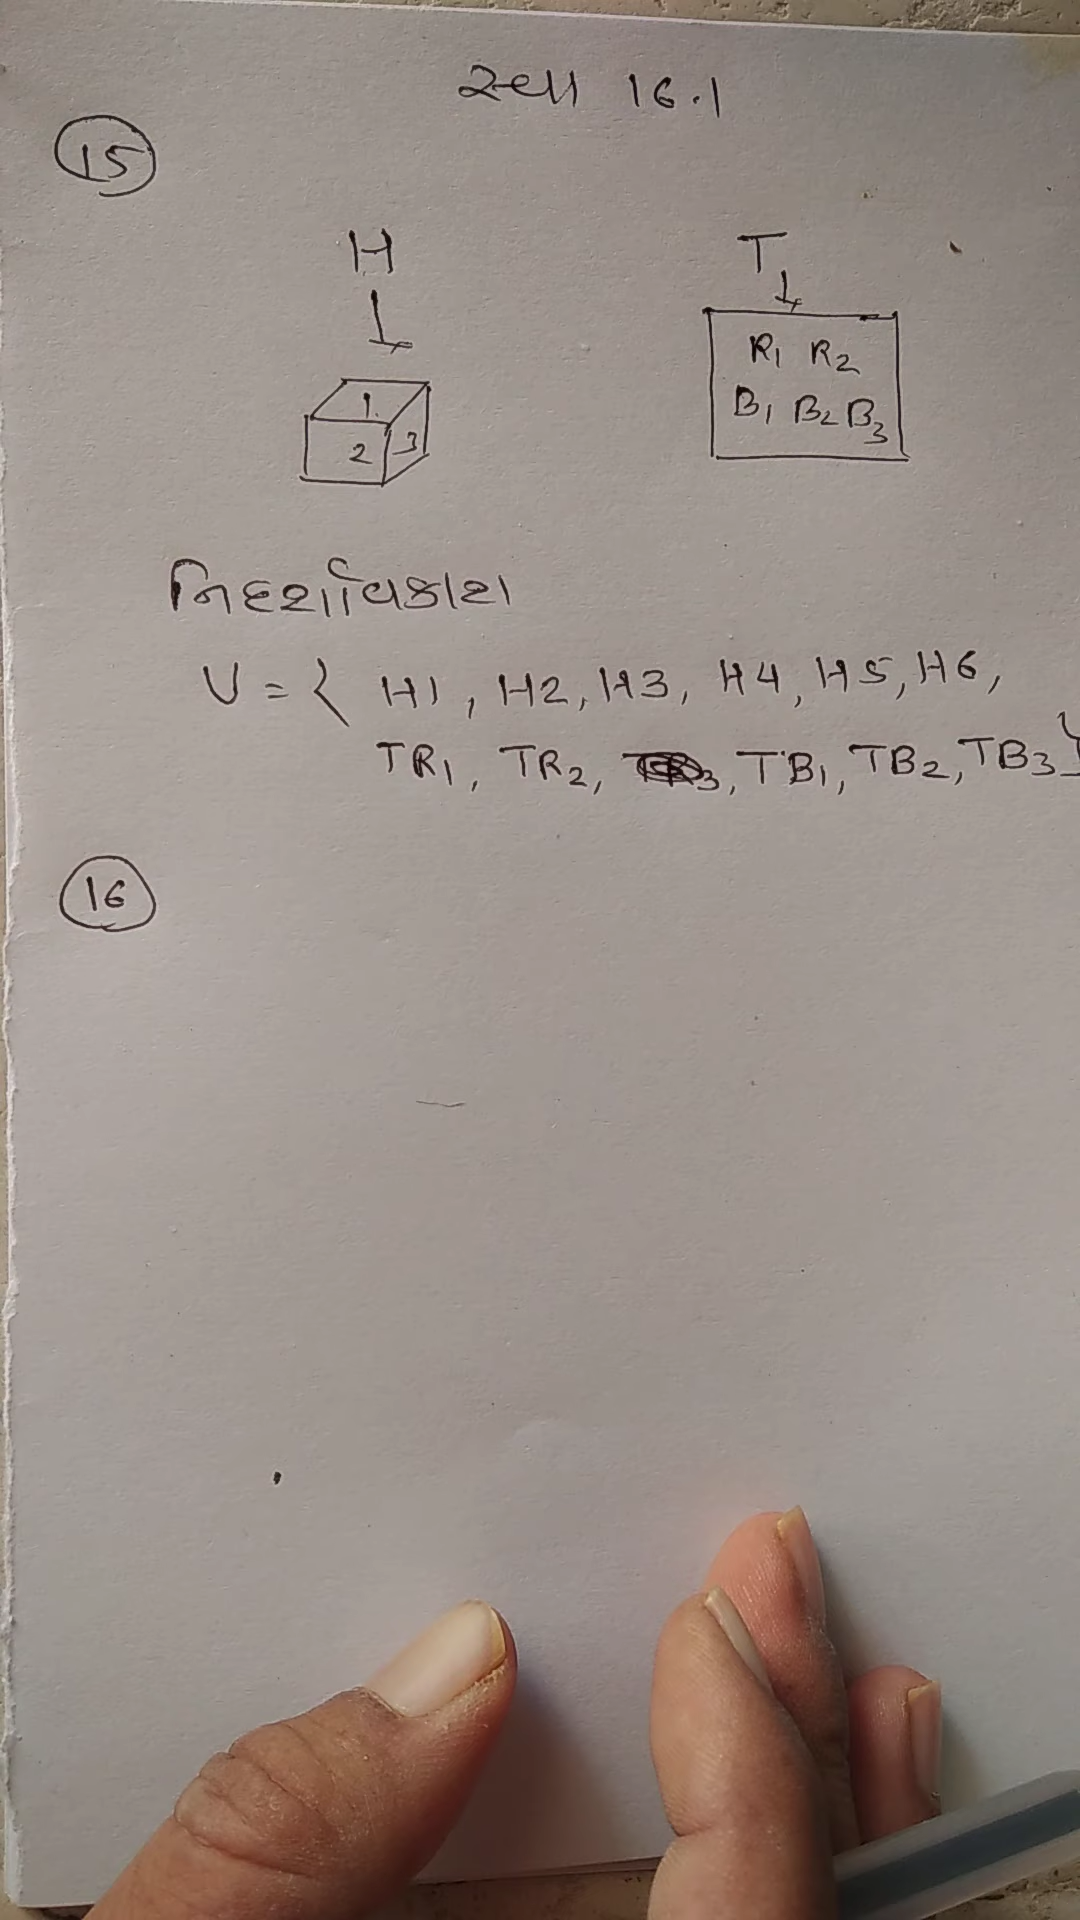 સ્વા 16.1
15
H T
1 R1 R2
2 3 B1 B2 B3
નિદર્શાવકાશ
U = { H1, H2, H3, H4, H5, H6,
TR1, TR2, TB1, TB2, TB3}
16